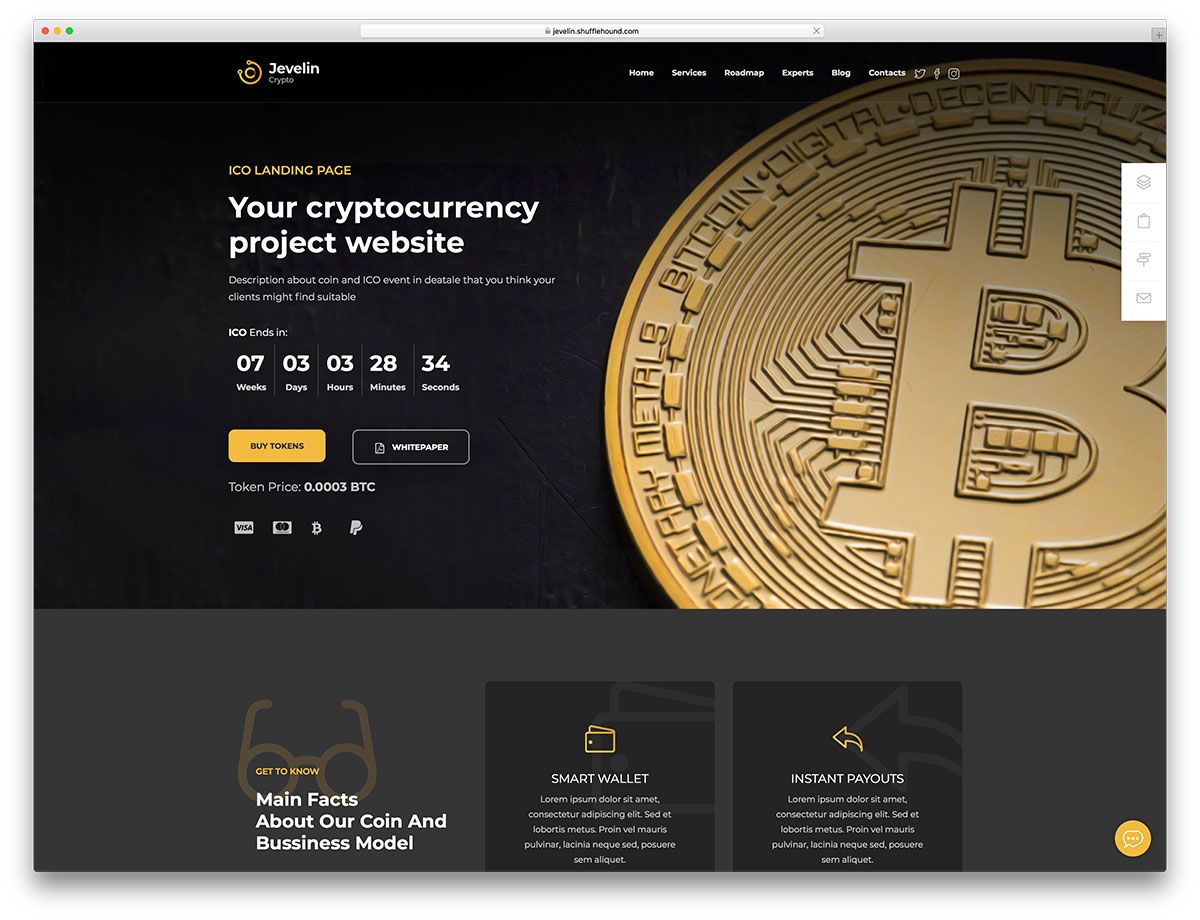 jevelin.shufflehound.com
Jevelin
Crypto
Home Services Roadmap Experts Blog Contacts
ICO LANDING PAGE
Your cryptocurrency
project website
Description about coin and ICO event in deatale that you think your
clients might find suitable
ICO Ends in:
07 03 03 28 34
Weeks Days Hours Minutes Seconds
BUY TOKENS WHITEPAPER
Token Price: 0.0003 BTC
VISA
METALS BITCOIN · DIGITAL · DECENTRALIZ
GET TO KNOW
Main Facts
About Our Coin And
Bussiness Model
SMART WALLET
Lorem ipsum dolor sit amet,
consectetur adipiscing elit. Sed et
lobortis metus. Proin vel mauris
pulvinar, lacinia neque sed, posuere
sem aliquet.
INSTANT PAYOUTS
Lorem ipsum dolor sit amet,
consectetur adipiscing elit. Sed et
lobortis metus. Proin vel mauris
pulvinar, lacinia neque sed, posuere
sem aliquet.